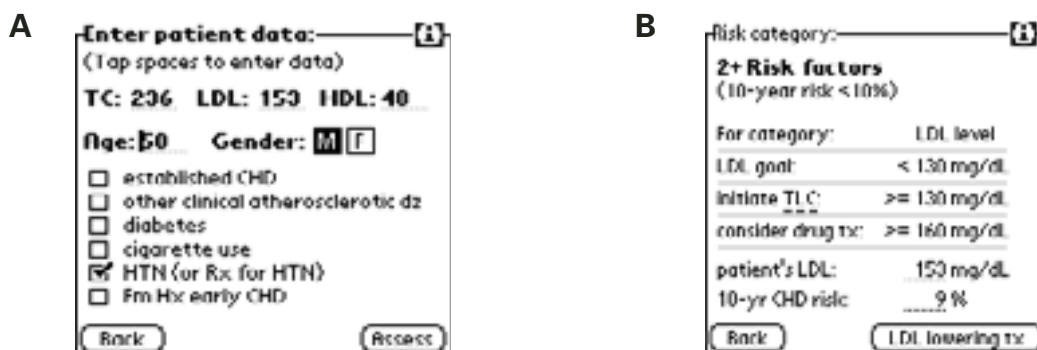 A
Enter patient data:
(Tap spaces to enter data)
TC: 236 LDL: 153 HDL: 40
Age: 50 Gender: M F
established CHD
other clinical atherosclerotic dz
diabetes
cigarette use
HTN (or Rx for HTN)
Fm Hx early CHD
Back Assess
B
Risk category:
2+ Risk factors
(10-year risk <10%)
For category: LDL level
LDL goal: < 130 mg/dL
initiate TLC: >= 130 mg/dL
consider drug tx: >= 160 mg/dL
patient's LDL: 153 mg/dL
10-yr CHD risk: 9 %
Back LDL lowering tx